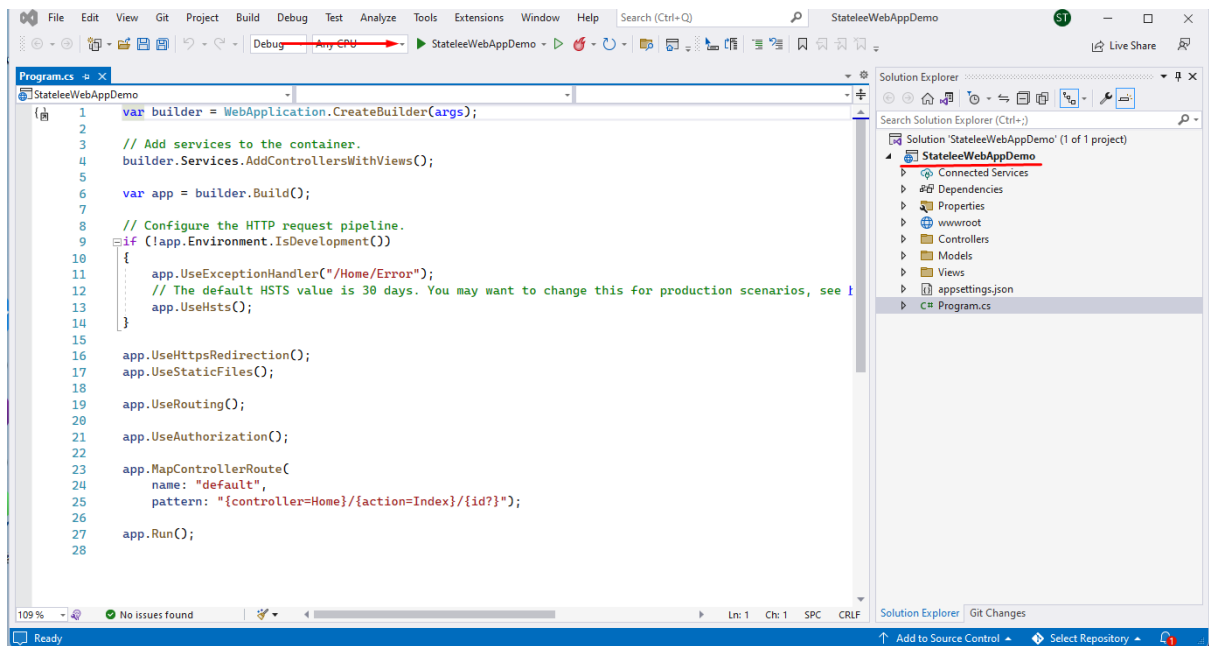 File Edit View Git Project Build Debug Test Analyze Tools Extensions Window Help Search (Ctrl+Q) StateleeWebAppDemo ST
Debug Any CPU StateleeWebAppDemo Live Share
Program.cs
StateleeWebAppDemo
1 var builder = WebApplication.CreateBuilder(args);
2
3 // Add services to the container.
4 builder.Services.AddControllersWithViews();
5
6 var app = builder.Build();
7
8 // Configure the HTTP request pipeline.
9 if (!app.Environment.IsDevelopment())
10 {
11 app.UseExceptionHandler("/Home/Error");
12 // The default HSTS value is 30 days. You may want to change this for production scenarios, see
13 app.UseHsts();
14 }
15
16 app.UseHttpsRedirection();
17 app.UseStaticFiles();
18
19 app.UseRouting();
20
21 app.UseAuthorization();
22
23 app.MapControllerRoute(
24 name: "default",
25 pattern: "{controller=Home}/{action=Index}/{id?}");
26
27 app.Run();
28
109 % No issues found Ln: 1 Ch: 1 SPC CRLF
Solution Explorer
Search Solution Explorer (Ctrl+;)
Solution 'StateleeWebAppDemo' (1 of 1 project)
StateleeWebAppDemo
Connected Services
Dependencies
Properties
wwwroot
Controllers
Models
Views
appsettings.json
C# Program.cs
Solution Explorer Git Changes
Ready Add to Source Control Select Repository 1